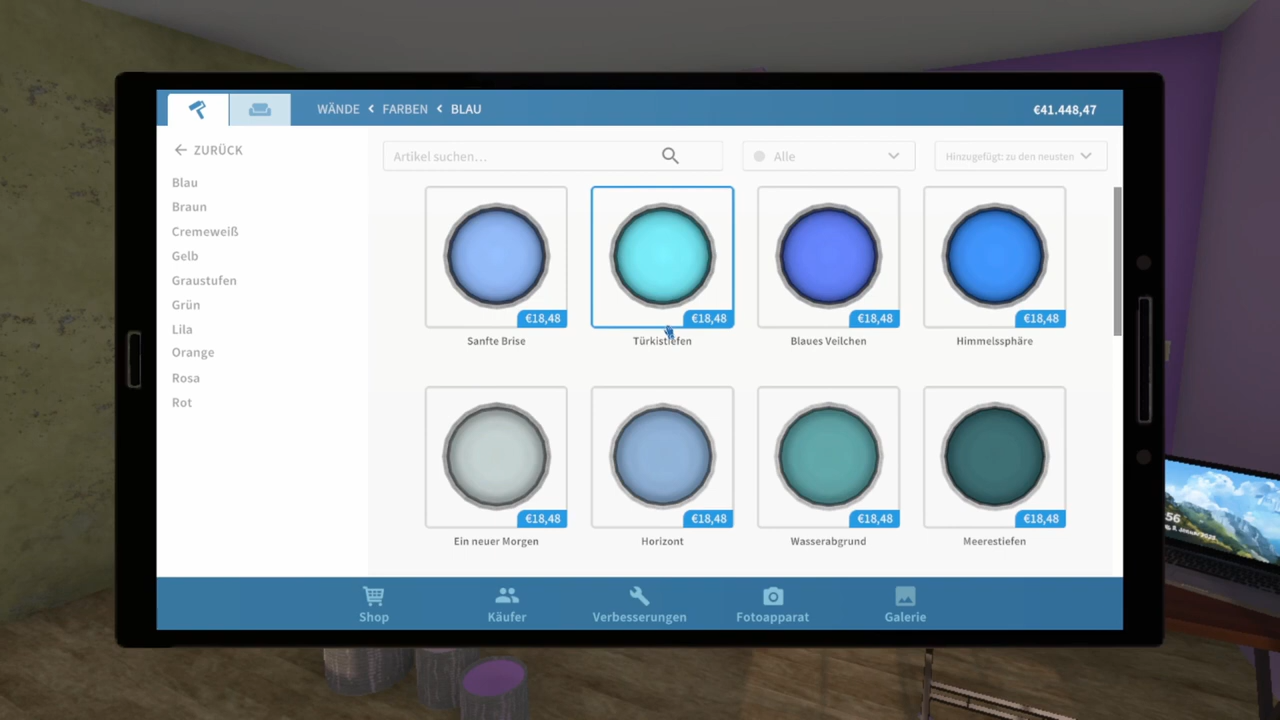 WÄNDE < FARBEN < BLAU
€41.448,47
← ZURÜCK
Blau
Braun
Cremeweiß
Gelb
Graustufen
Grün
Lila
Orange
Rosa
Rot
Artikel suchen…
Alle
Hinzugefügt: zu den neusten
€18,48 €18,48 €18,48 €18,48
Sanfte Brise Türkistiefen Blaues Veilchen Himmelssphäre
€18,48 €18,48 €18,48 €18,48
Ein neuer Morgen Horizont Wasserabgrund Meerestiefen
56
Shop Käufer Verbesserungen Fotoapparat Galerie